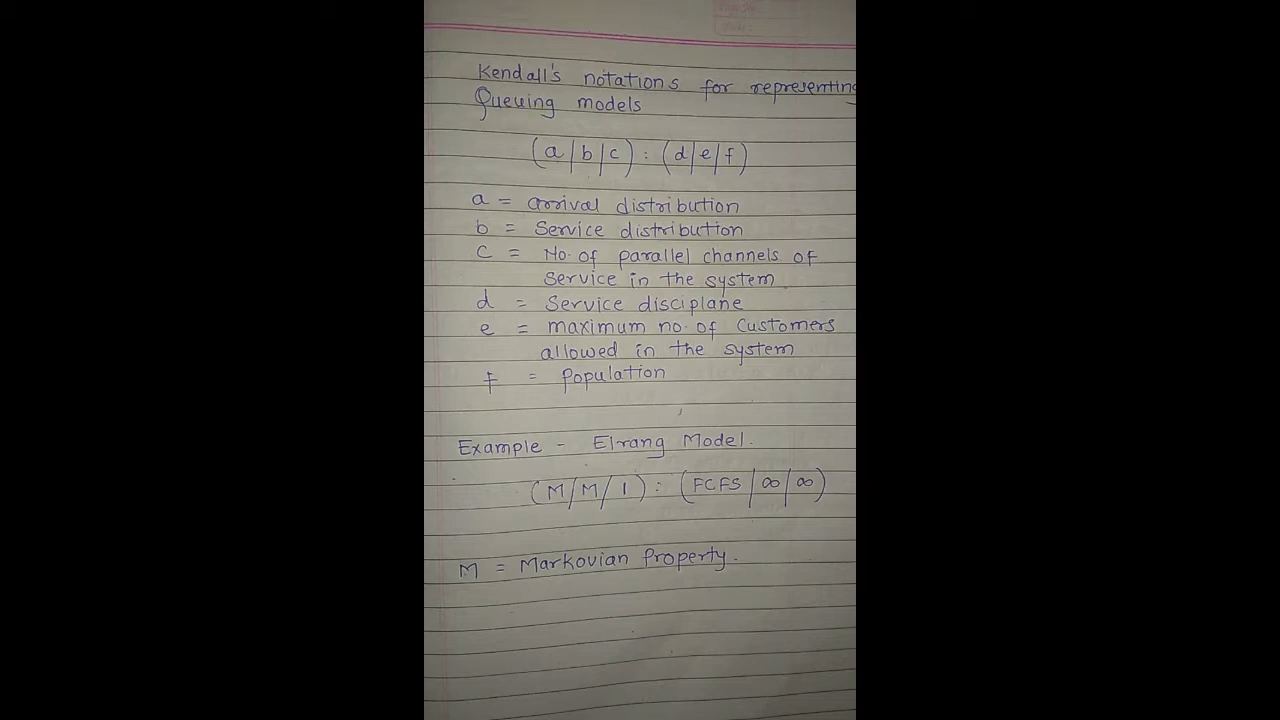 Kendall's notations for representing
Queuing models
(a/b/c) : (d/e/f)
a = arrival distribution
b = Service distribution
c = No. of parallel channels of
Service in the system
d = Service disciplane
e = maximum no. of Customers
allowed in the system
f = Population
Example - Elrang Model.
(M/M/1) : (FCFS/∞/∞)
M = Markovian Property.